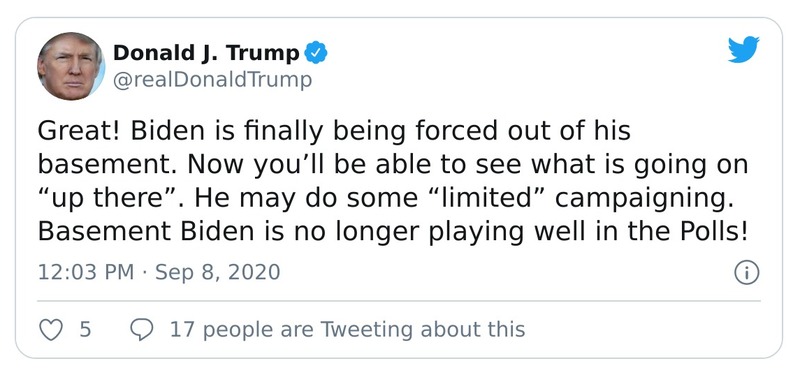 Donald J. Trump
@realDonaldTrump
Great! Biden is finally being forced out of his
basement. Now you’ll be able to see what is going on
“up there”. He may do some “limited” campaigning.
Basement Biden is no longer playing well in the Polls!
12:03 PM · Sep 8, 2020
5 17 people are Tweeting about this